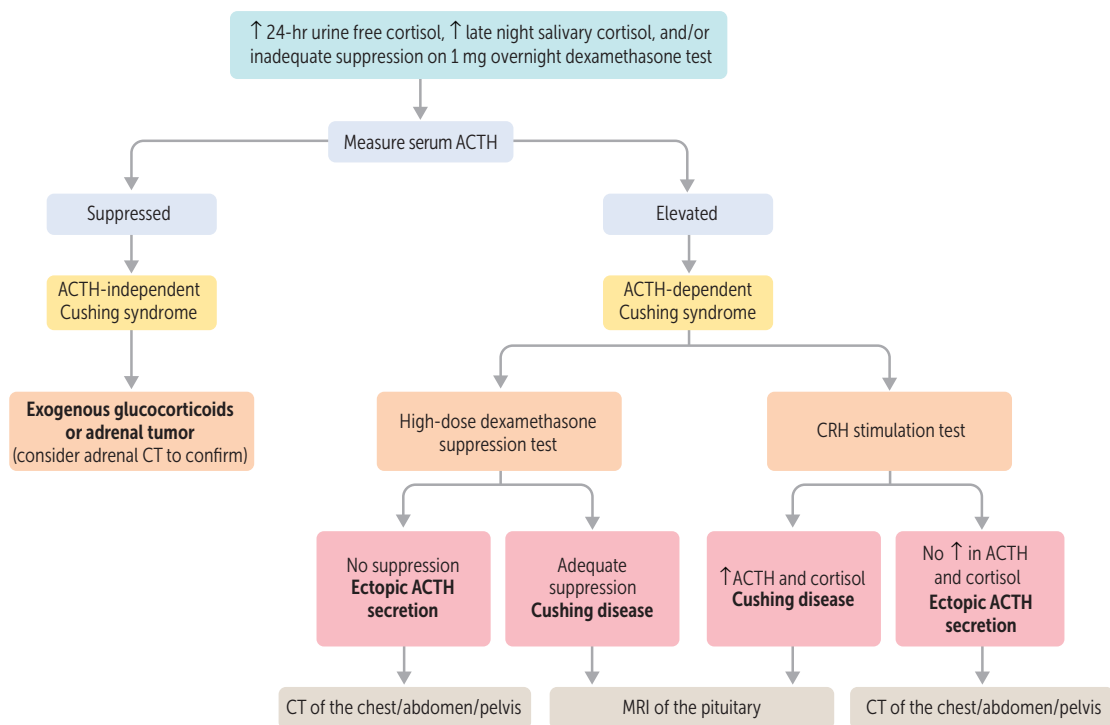 ↑ 24-hr urine free cortisol, ↑ late night salivary cortisol, and/or
inadequate suppression on 1 mg overnight dexamethasone test
Measure serum ACTH
Suppressed
Elevated
ACTH-independent
Cushing syndrome
ACTH-dependent
Cushing syndrome
Exogenous glucocorticoids
or adrenal tumor
(consider adrenal CT to confirm)
High-dose dexamethasone
suppression test
CRH stimulation test
No suppression
Ectopic ACTH
secretion
Adequate
suppression
Cushing disease
↑ACTH and cortisol
Cushing disease
No ↑ in ACTH
and cortisol
Ectopic ACTH
secretion
CT of the chest/abdomen/pelvis
MRI of the pituitary
CT of the chest/abdomen/pelvis